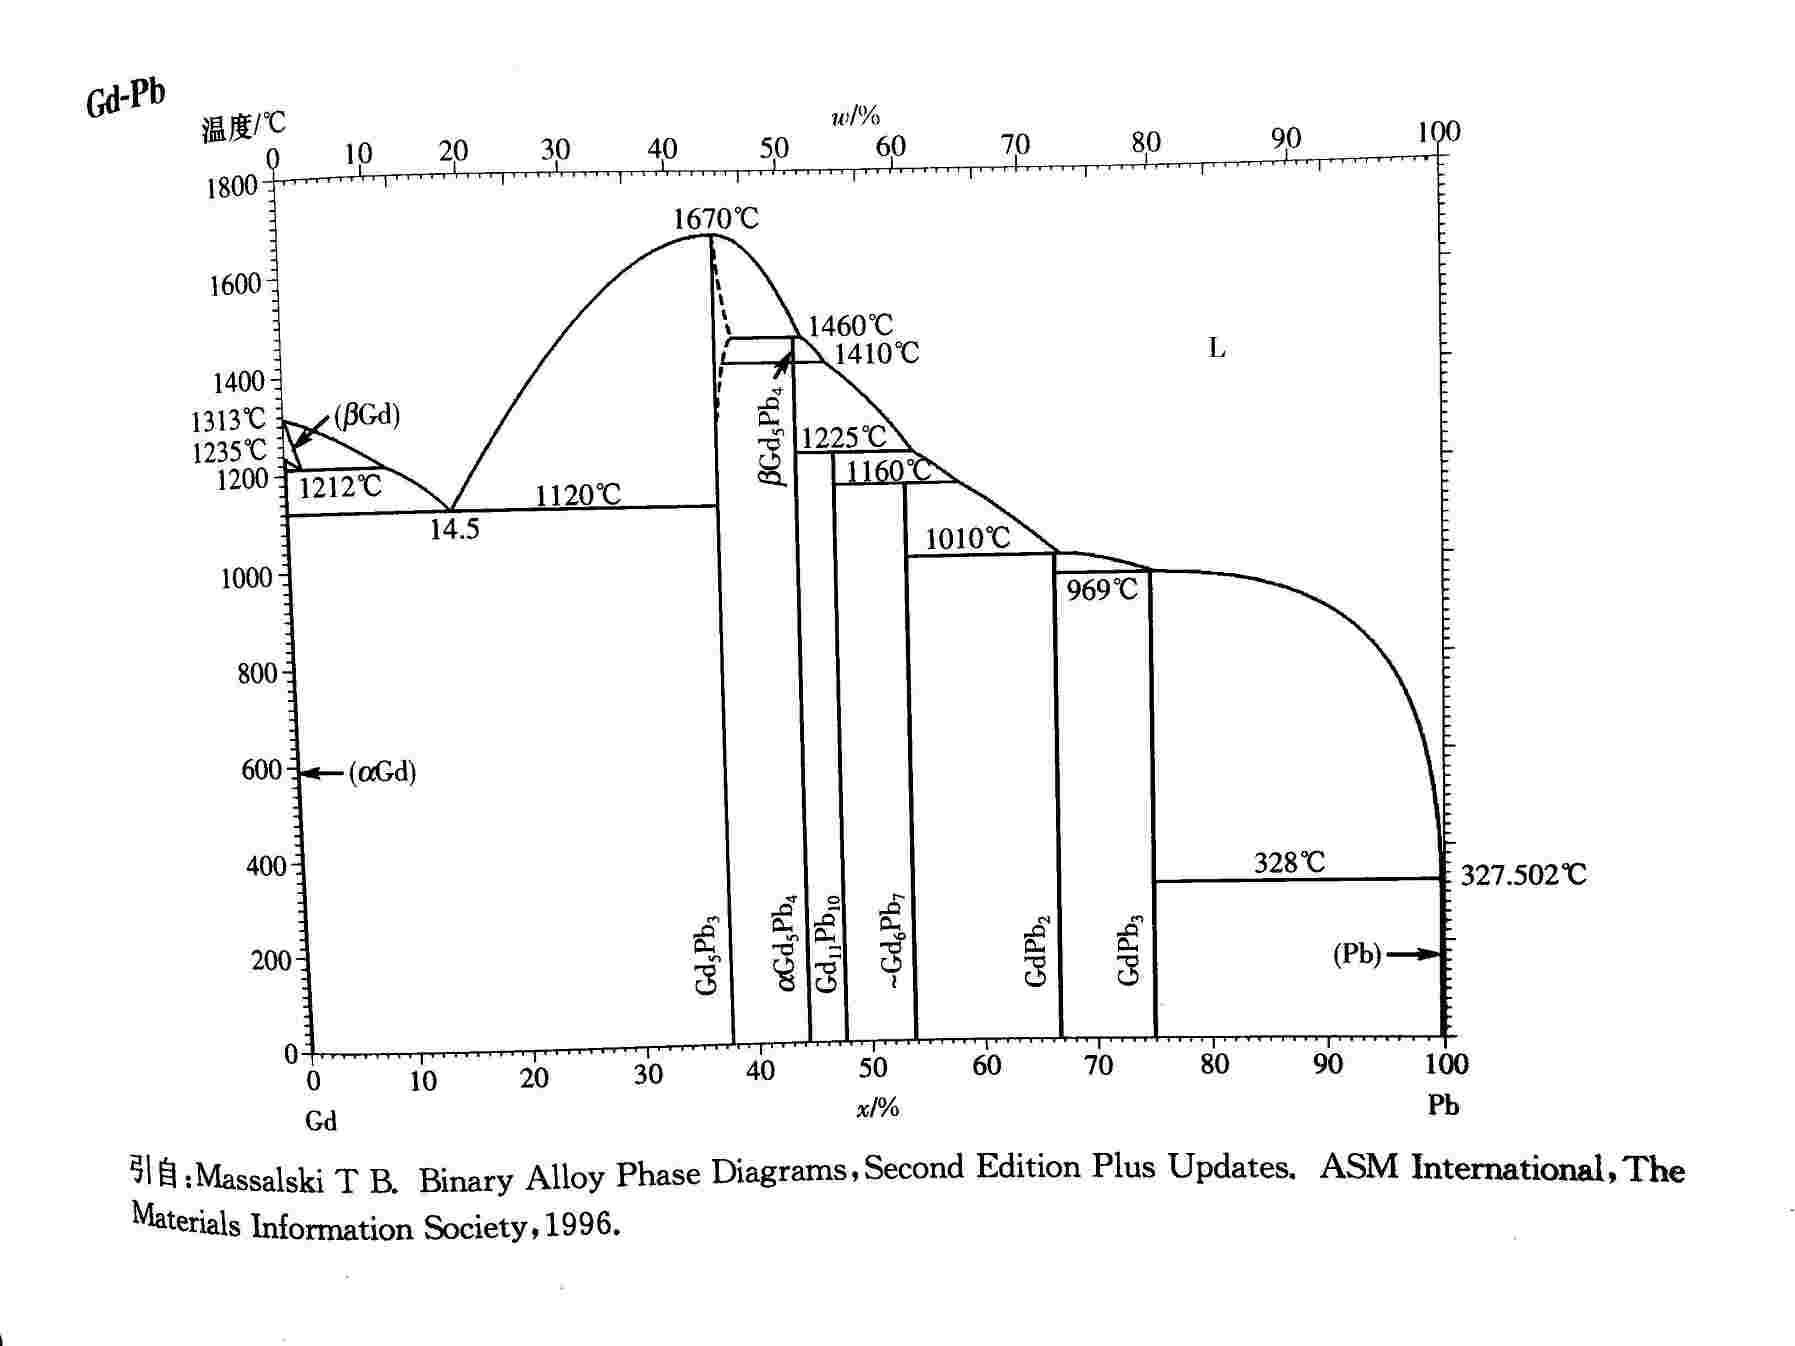 Gd-Pb
温度/℃
w/%
0 10 20 30 40 50 60 70 80 90 100
1800
1670℃
1600
1460℃
L
1410℃
1400
1313℃
(βGd)
βGd₅Pb₄
1235℃
1225℃
1200
1212℃
1160℃
1120℃
14.5
1010℃
1000
969℃
800
600
(αGd)
400
328℃
327.502℃
Gd₅Pb₃
αGd₅Pb₄
Gd₁₁Pb₁₀
~Gd₆Pb₇
GdPb₂
GdPb₃
(Pb)
200
0
0 10 20 30 40 50 60 70 80 90 100
Gd
x/%
Pb
引自:Massalski T B. Binary Alloy Phase Diagrams, Second Edition Plus Updates. ASM International, The
Materials Information Society, 1996.